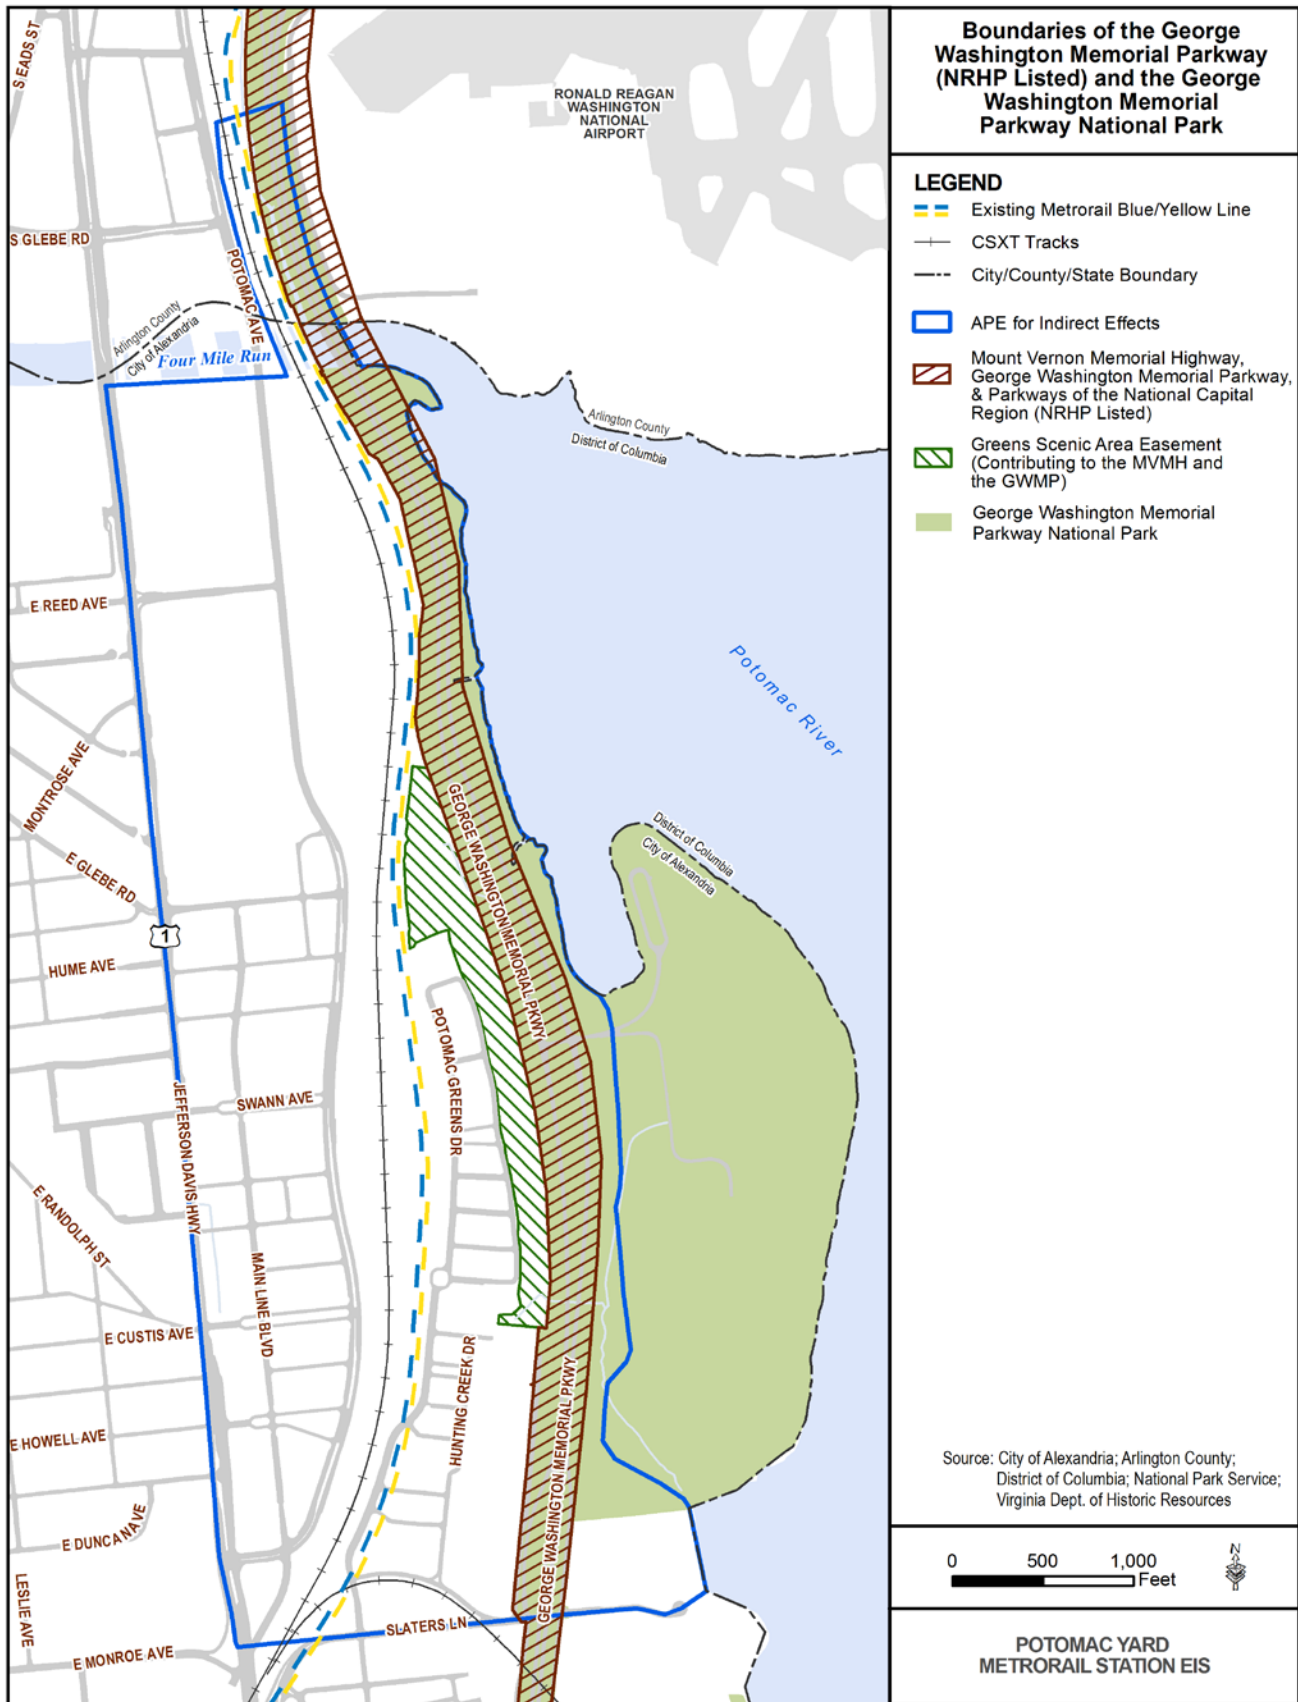 Boundaries of the George
Washington Memorial Parkway
(NRHP Listed) and the George
Washington Memorial
Parkway National Park
LEGEND
Existing Metrorail Blue/Yellow Line
CSXT Tracks
City/County/State Boundary
APE for Indirect Effects
Mount Vernon Memorial Highway,
George Washington Memorial Parkway,
& Parkways of the National Capital
Region (NRHP Listed)
Greens Scenic Area Easement
(Contributing to the MVMH and
the GWMP)
George Washington Memorial
Parkway National Park
S EADS ST
RONALD REAGAN
WASHINGTON
NATIONAL
AIRPORT
S GLEBE RD
POTOMAC AVE
Arlington County
City of Alexandria
Four Mile Run
Arlington County
District of Columbia
E REED AVE
Potomac River
MONTROSE AVE
GEORGE WASHINGTON MEMORIAL PKWY
District of Columbia
City of Alexandria
E GLEBE RD
1
HUME AVE
POTOMAC GREENS DR
JEFFERSON DAVIS HWY
SWANN AVE
E RANDOLPH ST
MAIN LINE BLVD
E CUSTIS AVE
HUNTING CREEK DR
GEORGE WASHINGTON MEMORIAL PKWY
E HOWELL AVE
E DUNCAN AVE
LESLIE AVE
SLATERS LN
E MONROE AVE
Source: City of Alexandria; Arlington County;
District of Columbia; National Park Service;
Virginia Dept. of Historic Resources
0 500 1,000
Feet
N
POTOMAC YARD
METRORAIL STATION EIS